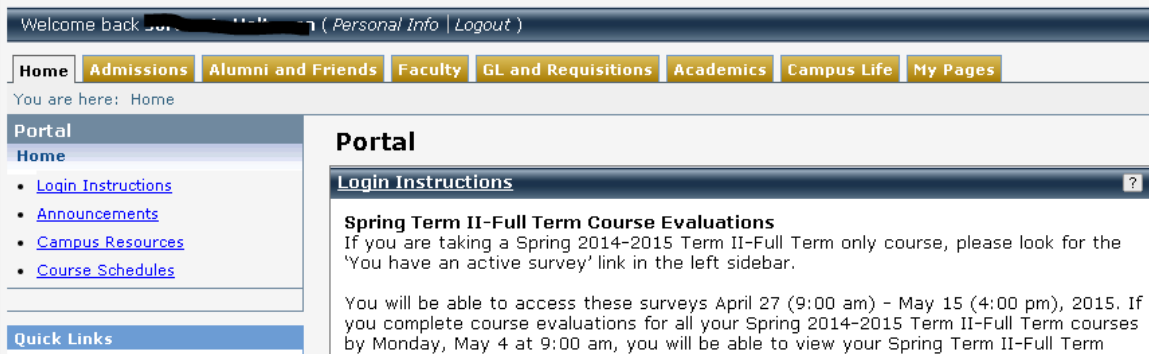 Welcome back ( Personal Info | Logout )
Home Admissions Alumni and Friends Faculty GL and Requisitions Academics Campus Life My Pages
You are here: Home
Portal
Home
Login Instructions
Announcements
Campus Resources
Course Schedules
Quick Links
Portal
Login Instructions ?
Spring Term II-Full Term Course Evaluations
If you are taking a Spring 2014-2015 Term II-Full Term only course, please look for the
'You have an active survey' link in the left sidebar.
You will be able to access these surveys April 27 (9:00 am) - May 15 (4:00 pm), 2015. If
you complete course evaluations for all your Spring 2014-2015 Term II-Full Term courses
by Monday, May 4 at 9:00 am, you will be able to view your Spring Term II-Full Term